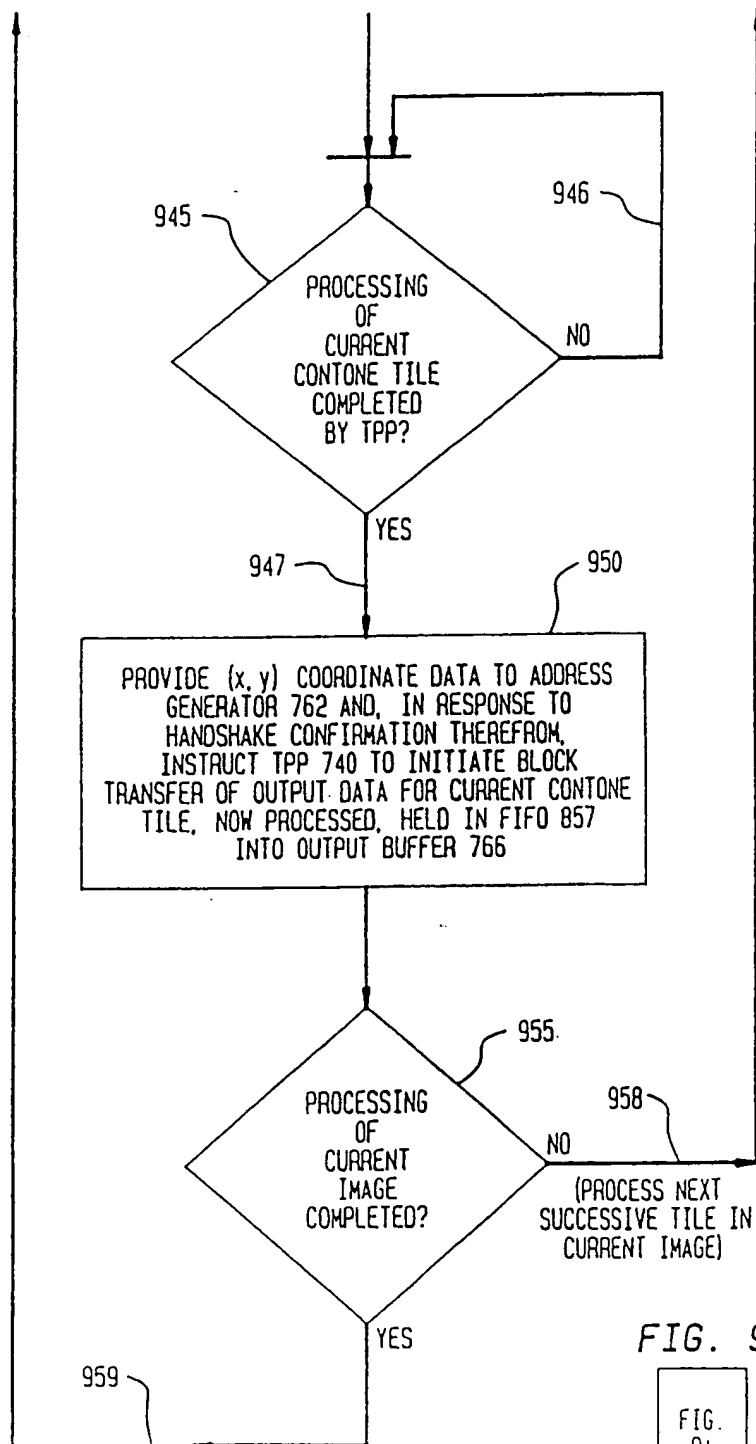 945
946
PROCESSING
OF
CURRENT
CONTONE TILE
COMPLETED
BY TPP?
NO
YES
947
950
PROVIDE (x, y) COORDINATE DATA TO ADDRESS
GENERATOR 762 AND, IN RESPONSE TO
HANDSHAKE CONFIRMATION THEREFROM,
INSTRUCT TPP 740 TO INITIATE BLOCK
TRANSFER OF OUTPUT DATA FOR CURRENT CONTONE
TILE, NOW PROCESSED, HELD IN FIFO 857
INTO OUTPUT BUFFER 766
955
PROCESSING
OF
CURRENT
IMAGE
COMPLETED?
NO
958
(PROCESS NEXT
SUCCESSIVE TILE IN
CURRENT IMAGE)
YES
959
FIG.
FIG.